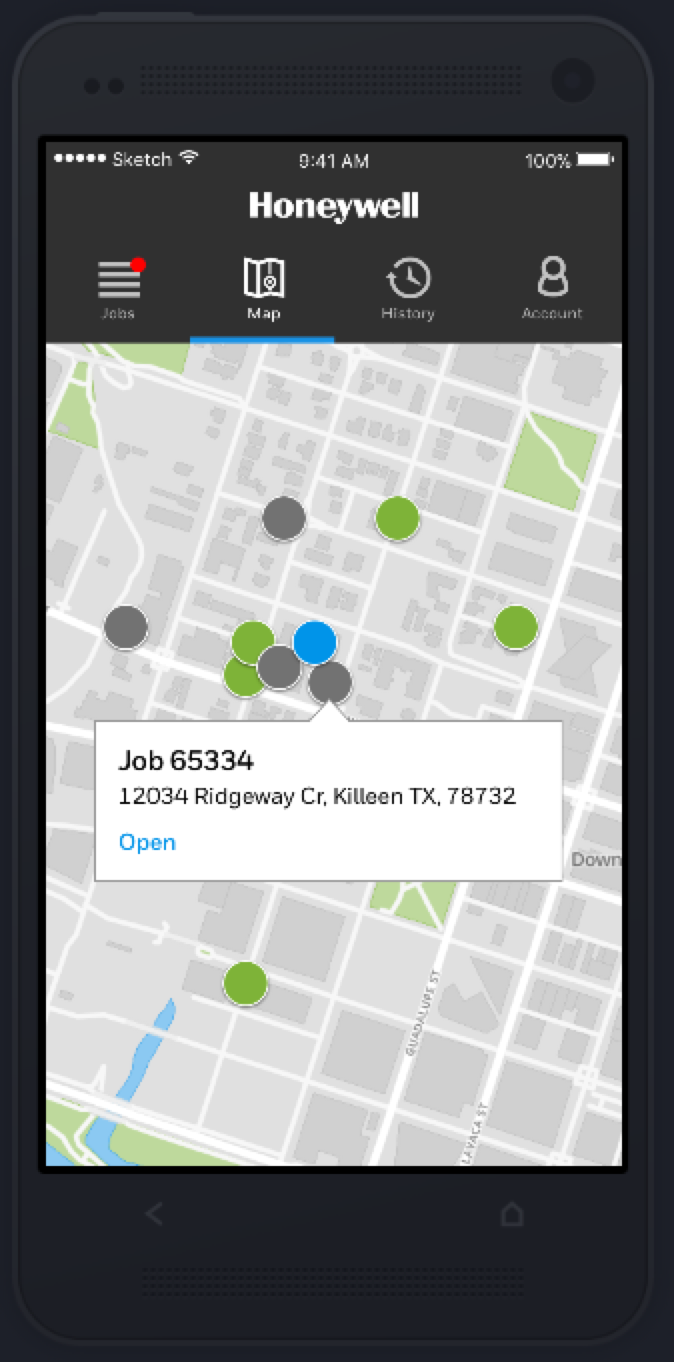 Sketch 9:41 AM 100%
Honeywell
Jobs Map History Account
Job 65334
12034 Ridgeway Cr, Killeen TX, 78732
Open
Down
GUADALUPE ST
LAVACA ST